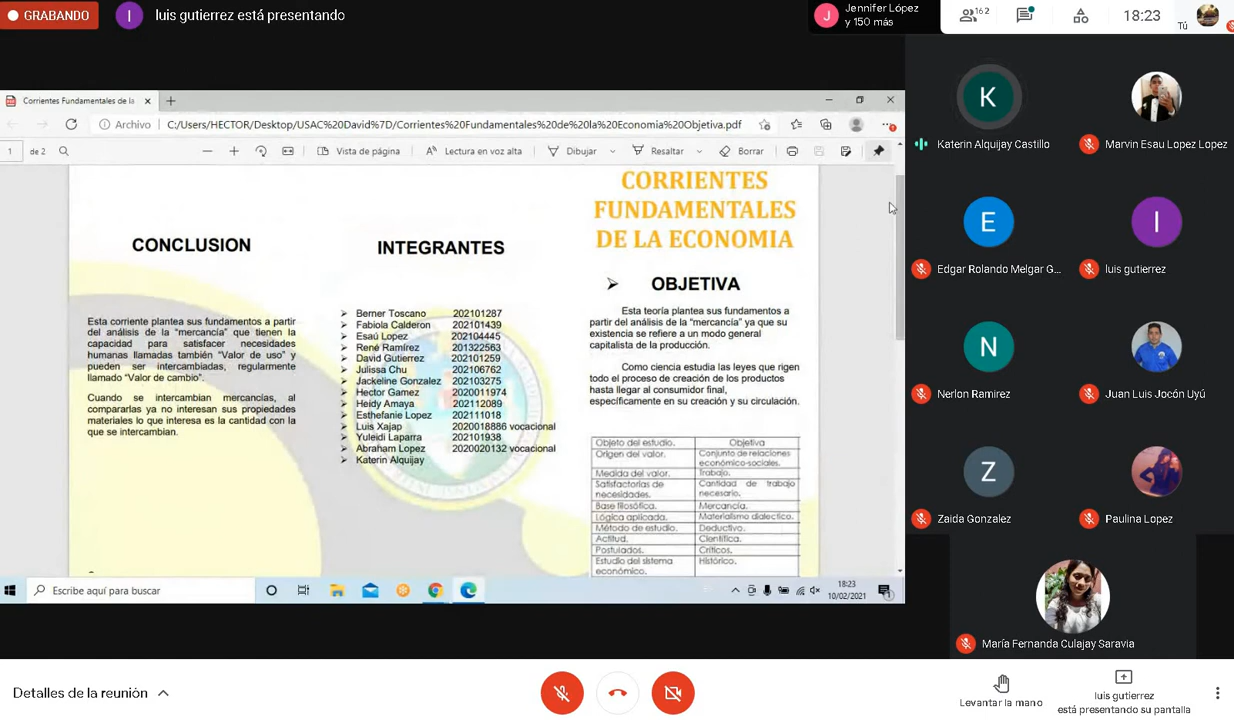 GRABANDO
I
luis gutierrez está presentando
J
Jennifer López
y 150 más
162
18:23
Tú
Corrientes Fundamentales de la
Archivo
C:/Users/HECTOR/Desktop/USAC%20David%7D/Corrientes%20Fundamentales%20de%20la%20Economia%20Objetiva.pdf
1
de 2
Vista de página
Lectura en voz alta
Dibujar
Resaltar
Borrar
CONCLUSION
Esta corriente plantea sus fundamentos a partir
del análisis de la “mercancía” que tienen la
capacidad para satisfacer necesidades
humanas llamadas también “Valor de uso” y
pueden ser intercambiadas, regularmente
llamado “Valor de cambio”.
Cuando se intercambian mercancías, al
compararlas ya no interesan sus propiedades
materiales lo que interesa es la cantidad con la
que se intercambian.
INTEGRANTES
Berner Toscano 202101287
Fabiola Calderon 202101439
Esaú Lopez 202104445
René Ramírez 201322563
David Gutierrez 202101259
Julissa Chu 202106762
Jackeline Gonzalez 202103275
Hector Gamez 2020011974
Heidy Amaya 202112089
Esthefanie Lopez 202111018
Luis Xajap 2020018886 vocacional
Yuleidi Laparra 202101938
Abraham Lopez 2020020132 vocacional
Katerin Alquijay
CORRIENTES
FUNDAMENTALES
DE LA ECONOMIA
OBJETIVA
Esta teoría plantea sus fundamentos a
partir del análisis de la “mercancía” ya que su
existencia se refiere a un modo general
capitalista de la producción.
Como ciencia estudia las leyes que rigen
todo el proceso de creación de los productos
hasta llegar al consumidor final,
específicamente en su creación y su circulación.
Objeto del estudio. Objetiva
Origen del valor. Conjunto de relaciones
económico-sociales.
Medida del valor. Trabajo.
Satisfactorias de Cantidad de trabajo
necesidades. necesario.
Base filosófica. Mercancía.
Lógica aplicada. Materialismo dialectico.
Método de estudio. Deductivo.
Actitud. Científica.
Postulados. Críticos.
Estudio del sistema Histórico.
económico.
Escribe aquí para buscar
18:23
10/02/2021
1
K
Katerin Alquijay Castillo
Marvin Esau Lopez Lopez
E
Edgar Rolando Melgar G...
I
luis gutierrez
N
Nerlon Ramirez
Juan Luis Jocón Uyú
Z
Zaida Gonzalez
Paulina Lopez
María Fernanda Culajay Saravia
Detalles de la reunión
Levantar la mano
luis gutierrez
está presentando su pantalla